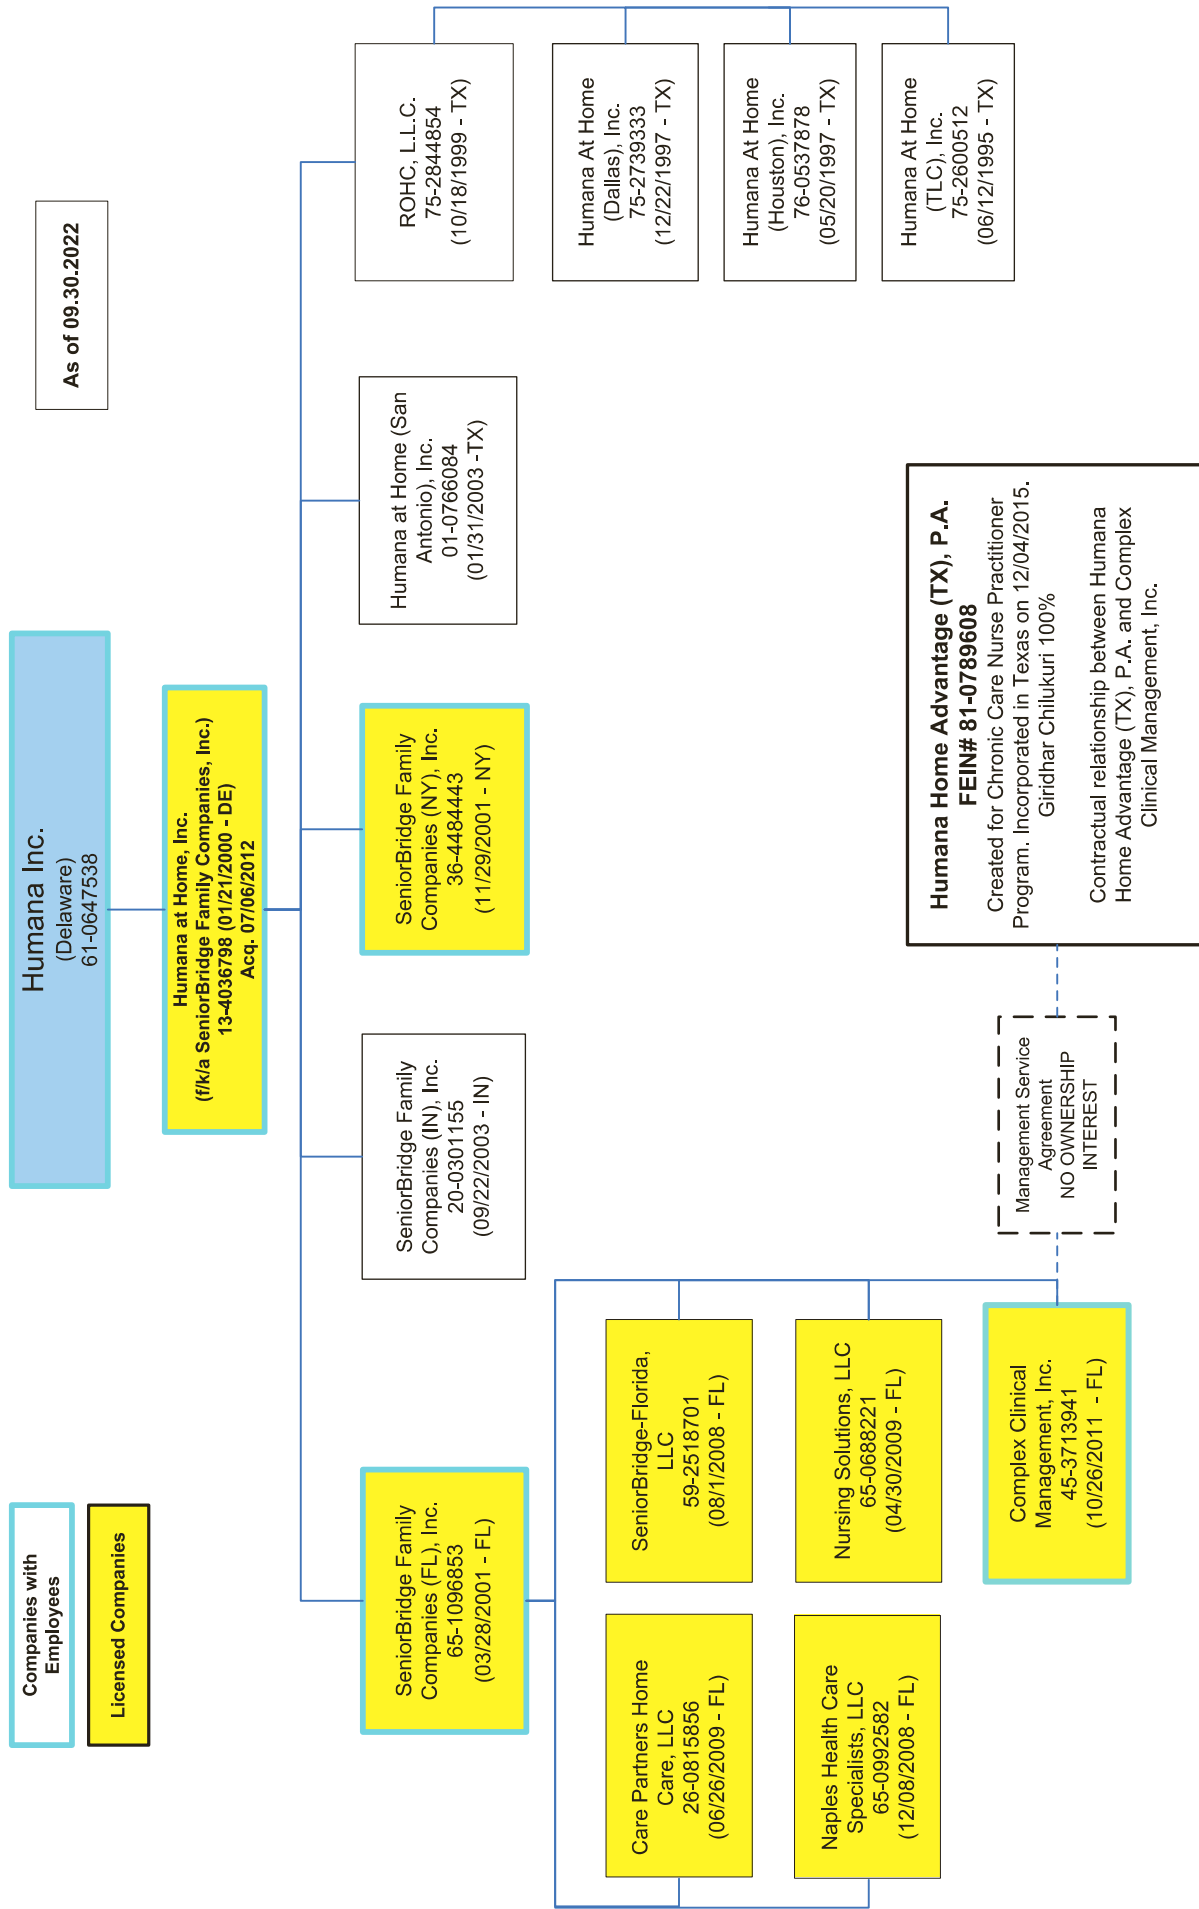 Companies with
Employees
Licensed Companies
Humana Inc.
(Delaware)
61-0647538
As of 09.30.2022
Humana at Home, Inc.
(f/k/a SeniorBridge Family Companies, Inc.)
13-4036798 (01/21/2000 - DE)
Acq. 07/06/2012
SeniorBridge Family
Companies (FL), Inc.
65-1096853
(03/28/2001 - FL)
SeniorBridge Family
Companies (IN), Inc.
20-0301155
(09/22/2003 - IN)
SeniorBridge Family
Companies (NY), Inc.
36-4484443
(11/29/2001 - NY)
Humana at Home (San
Antonio), Inc.
01-0766084
(01/31/2003 -TX)
ROHC, L.L.C.
75-2844854
(10/18/1999 - TX)
Care Partners Home
Care, LLC
26-0815856
(06/26/2009 - FL)
SeniorBridge-Florida,
LLC
59-2518701
(08/1/2008 - FL)
Humana At Home
(Dallas), Inc.
75-2739333
(12/22/1997 - TX)
Naples Health Care
Specialists, LLC
65-0992582
(12/08/2008 - FL)
Nursing Solutions, LLC
65-0688221
(04/30/2009 - FL)
Humana At Home
(Houston), Inc.
76-0537878
(05/20/1997 - TX)
Complex Clinical
Management, Inc.
45-3713941
(10/26/2011  - FL)
Management Service
Agreement
NO OWNERSHIP
INTEREST
Humana Home Advantage (TX), P.A.
FEIN# 81-0789608
Created for Chronic Care Nurse Practitioner
Program. Incorporated in Texas on 12/04/2015.
Giridhar Chilukuri 100%
Contractual relationship between Humana
Home Advantage (TX), P.A. and Complex
Clinical Management, Inc.
Humana At Home
(TLC), Inc.
75-2600512
(06/12/1995 - TX)